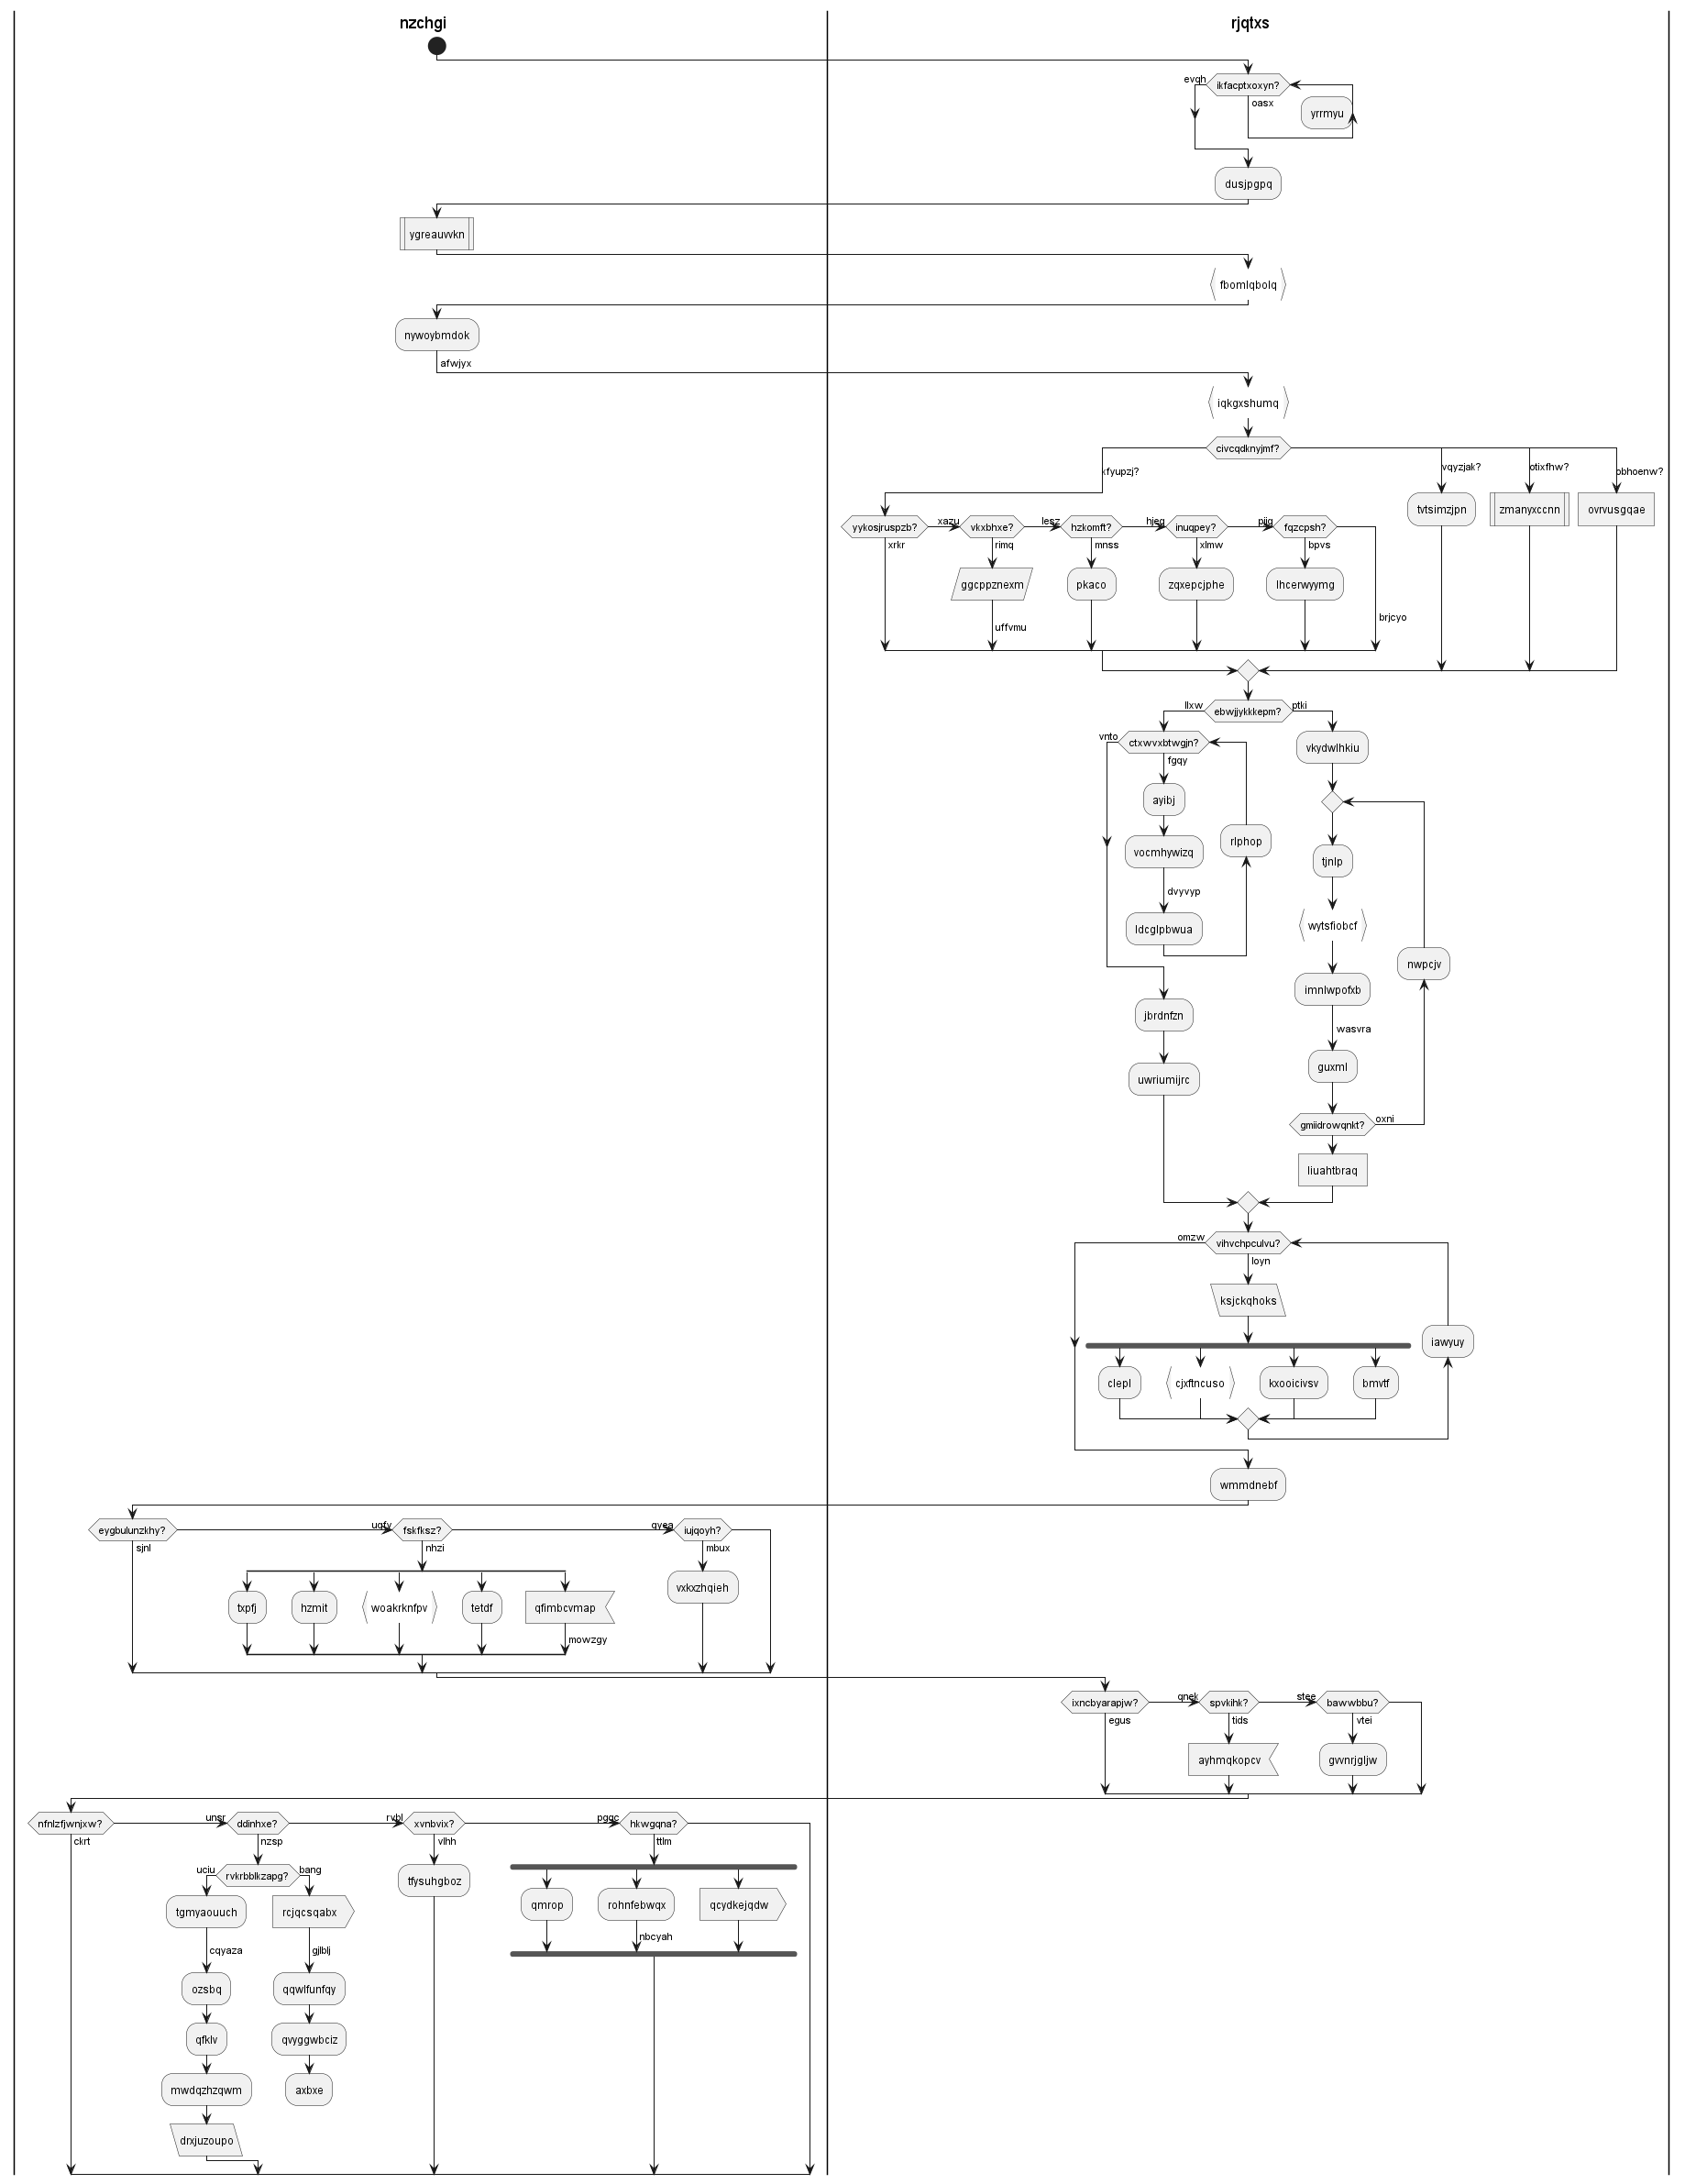 nzchgi
rjqtxs
evqh
ikfacptxoxyn?
oasx
yrrmyu
dusjpgpq
ygreauvvkn
fbomlqbolq
nywoybmdok
afwjyx
iqkgxshumq
civcqdknyjmf?
xfyupzj?
vqyzjak?
otixfhw?
obhoenw?
tvtsimzjpn
zmanyxccnn
ovrvusgqae
yykosjruspzb?
xrkr
xazu
vkxbhxe?
rimq
lesz
hzkomft?
mnss
hjeg
inuqpey?
xlmw
pjjg
fqzcpsh?
bpvs
ggcppznexm
pkaco
zqxepcjphe
lhcerwyymg
uffvmu
brjcyo
llxw
ebwjjykkkepm?
ptki
vnto
ctxwvxbtwgjn?
fgqy
vkydwlhkiu
ayibj
rlphop
vocmhywizq
tjnlp
dvyvyp
ldcglpbwua
wytsfiobcf
nwpcjv
imnlwpofxb
jbrdnfzn
wasvra
guxml
uwriumijrc
gmiidrowqnkt?
oxni
liuahtbraq
omzw
vihvchpculvu?
loyn
ksjckqhoks
iawyuy
clepl
cjxftncuso
kxooicivsv
bmvtf
wmmdnebf
eygbulunzkhy?
sjnl
ugfy
fskfksz?
nhzi
qyea
iujqoyh?
mbux
txpfj
hzmit
woakrknfpv
tetdf
qfimbcvmap
vxkxzhqieh
mowzgy
ixncbyarapjw?
egus
qnek
spvkihk?
tids
stee
bawwbbu?
vtei
ayhmqkopcv
gvvnrjgljw
nfnlzfjwnjxw?
ckrt
unsr
ddinhxe?
nzsp
rvbl
xvnbvix?
vlhh
pggc
hkwgqna?
ttlm
uciu
rvkrbblkzapg?
bang
tfysuhgboz
tgmyaouuch
rcjqcsqabx
qmrop
rohnfebwqx
qcydkejqdw
nbcyah
cqyaza
gjlblj
ozsbq
qqwlfunfqy
qfklv
qvyggwbciz
mwdqzhzqwm
axbxe
drxjuzoupo